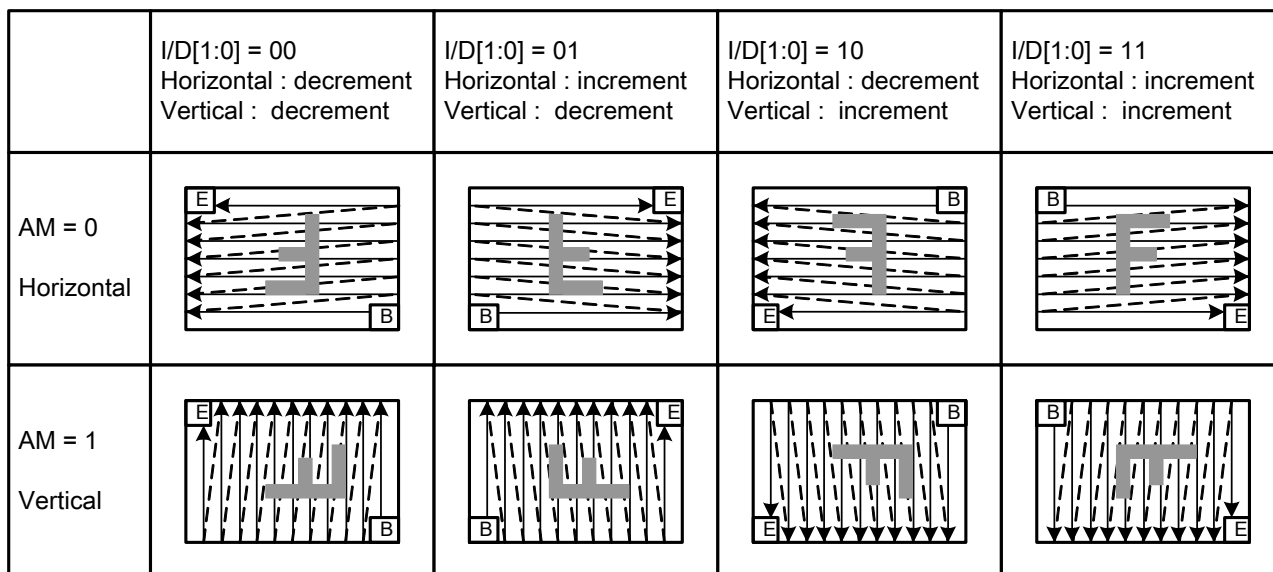 I/D[1:0] = 00
Horizontal : decrement
Vertical : decrement
I/D[1:0] = 01
Horizontal : increment
Vertical : decrement
I/D[1:0] = 10
Horizontal : decrement
Vertical : increment
I/D[1:0] = 11
Horizontal : increment
Vertical : increment
AM = 0
Horizontal
E
B
E
B
B
E
B
E
AM = 1
Vertical
E
B
E
B
B
E
B
E